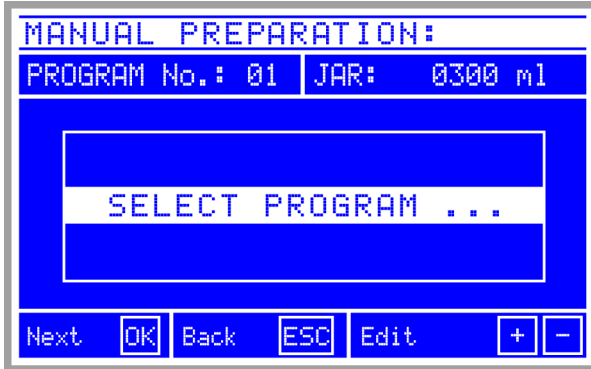 MANUAL PREPARATION:
PROGRAM No.: 01 JAR: 0300 ml
SELECT PROGRAM ...
Next OK Back ESC Edit + -